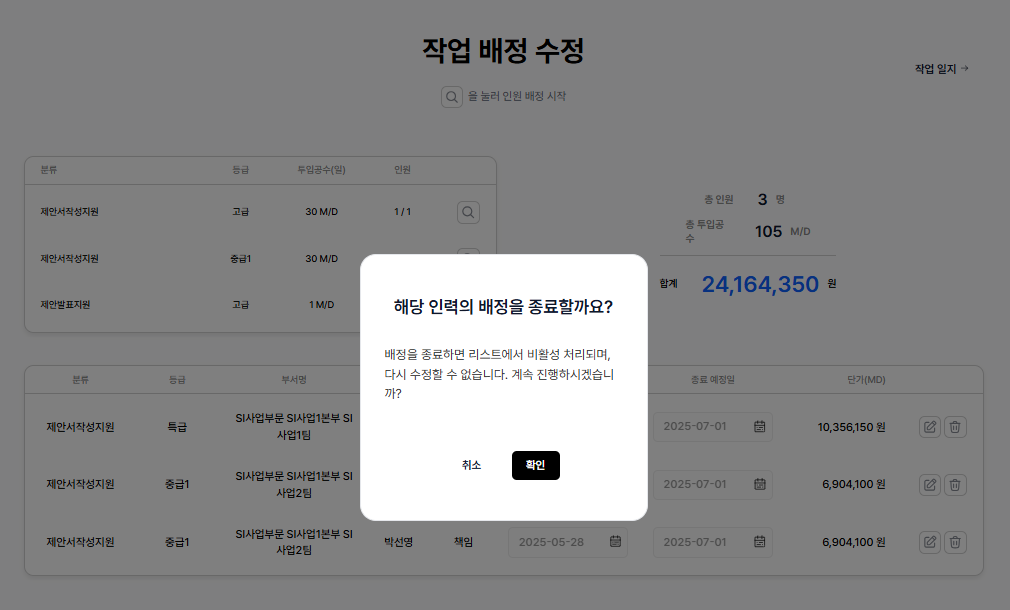 작업 배정 수정
작업 일지 →
을 눌러 인원 배정 시작
분류 등급 투입공수(일) 인원
제안서작성지원 고급 30 M/D 1 / 1
제안서작성지원 중급1 30 M/D
제안발표지원 고급 1 M/D
총 인원 3 명
총 투입공
수 105 M/D
합계 24,164,350 원
해당 인력의 배정을 종료할까요?
배정을 종료하면 리스트에서 비활성 처리되며,
다시 수정할 수 없습니다. 계속 진행하시겠습니
까?
취소 확인
분류 등급 부서명 종료 예정일 단가(MD)
제안서작성지원 특급 SI사업부문 SI사업1본부 SI
사업1팀 2025-07-01 10,356,150 원
제안서작성지원 중급1 SI사업부문 SI사업1본부 SI
사업2팀 2025-07-01 6,904,100 원
제안서작성지원 중급1 SI사업부문 SI사업1본부 SI
사업2팀 박선영 책임 2025-05-28 2025-07-01 6,904,100 원